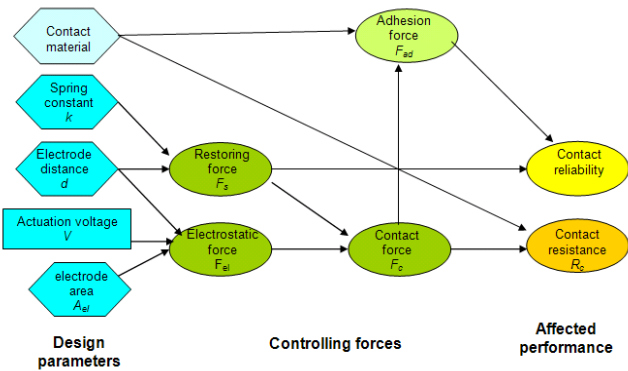 Contact
material
Spring
constant
k
Electrode
distance
d
Actuation voltage
V
electrode
area
Ael
Restoring
force
Fs
Electrostatic
force
Fel
Adhesion
force
Fad
Contact
force
Fc
Contact
reliability
Contact
resistance
Rc
Design
parameters
Controlling forces
Affected
performance